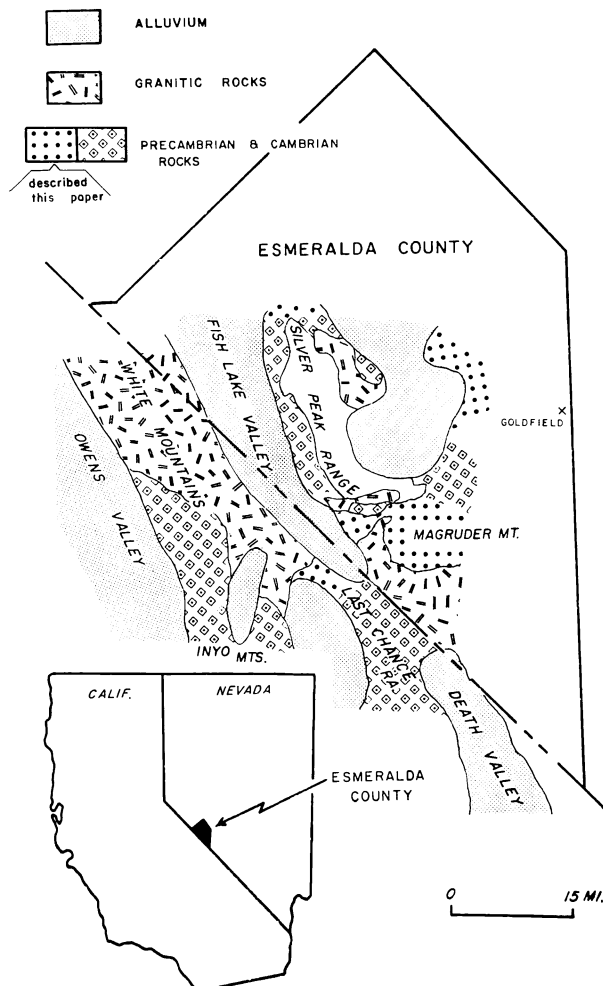 ALLUVIUM
GRANITIC ROCKS
PRECAMBRIAN & CAMBRIAN
ROCKS
described
this paper
ESMERALDA COUNTY
FISH LAKE VALLEY
SILVER PEAK RANGE
WHITE MOUNTAINS
OWENS VALLEY
GOLDFIELD
MAGRUDER MT.
LAST CHANCE RA.
INYO MTS.
DEATH VALLEY
CALIF.
NEVADA
ESMERALDA
COUNTY
0 15 MI.